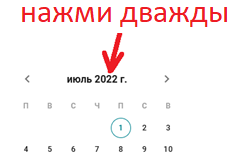 нажми дважды
июль 2022 г.
П В С Ч П С В
1 2 3
4 5 6 7 8 9 10